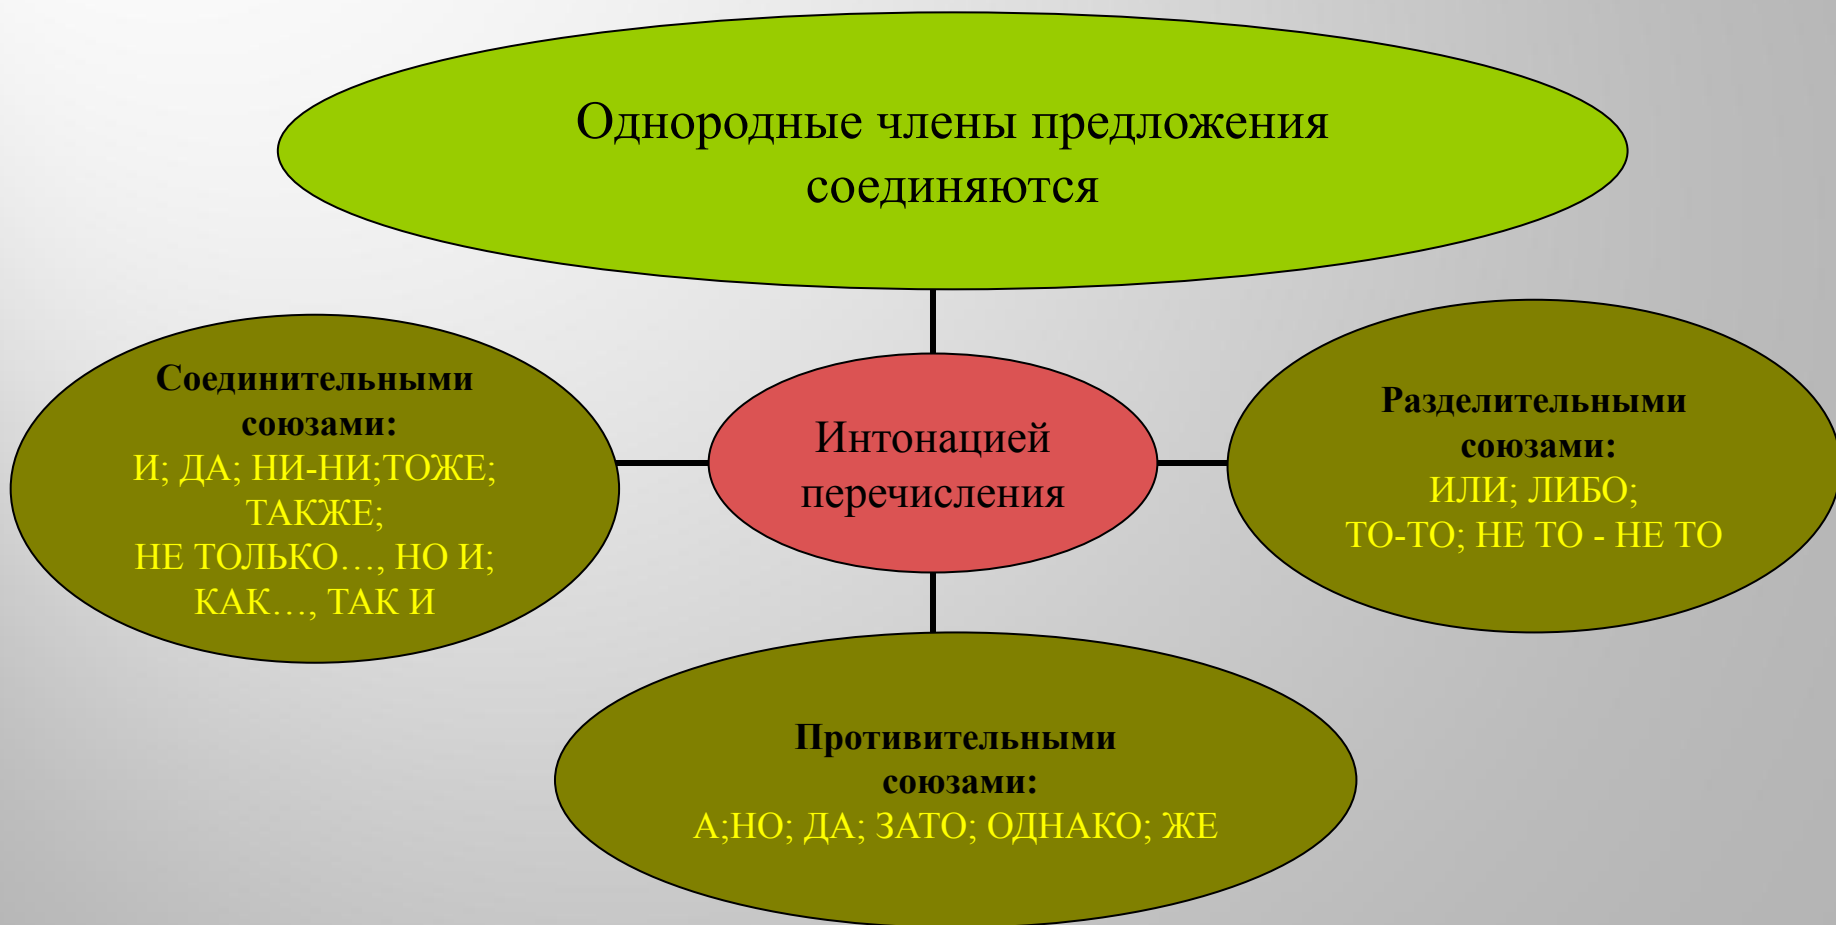 Однородные члены предложения
соединяются
Соединительными
союзами:
И; ДА; НИ-НИ;ТОЖЕ;
ТАКЖЕ;
НЕ ТОЛЬКО…, НО И;
КАК…, ТАК И
Интонацией
перечисления
Разделительными
союзами:
ИЛИ; ЛИБО;
ТО-ТО; НЕ ТО - НЕ ТО
Противительными
союзами:
А;НО; ДА; ЗАТО; ОДНАКО; ЖЕ